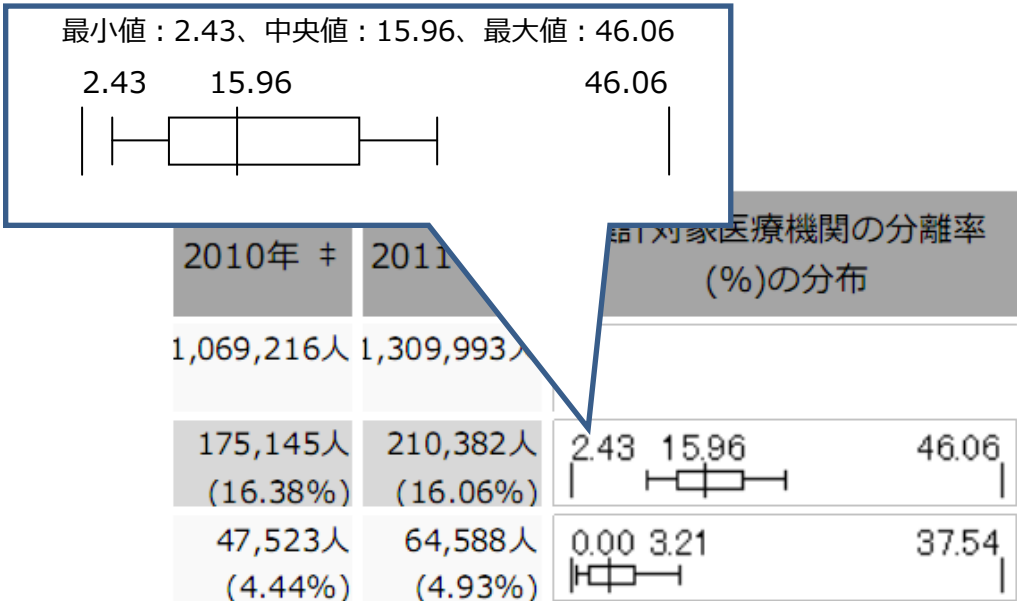 最小値：2.43、中央値：15.96、最大値：46.06
2.43 15.96 46.06
2010年 ‡ 2011 計対象医療機関の分離率
(%)の分布
1,069,216人 1,309,993人
175,145人 210,382人 2.43 15.96 46.06
(16.38%) (16.06%)
47,523人 64,588人 0.00 3.21 37.54
(4.44%) (4.93%)